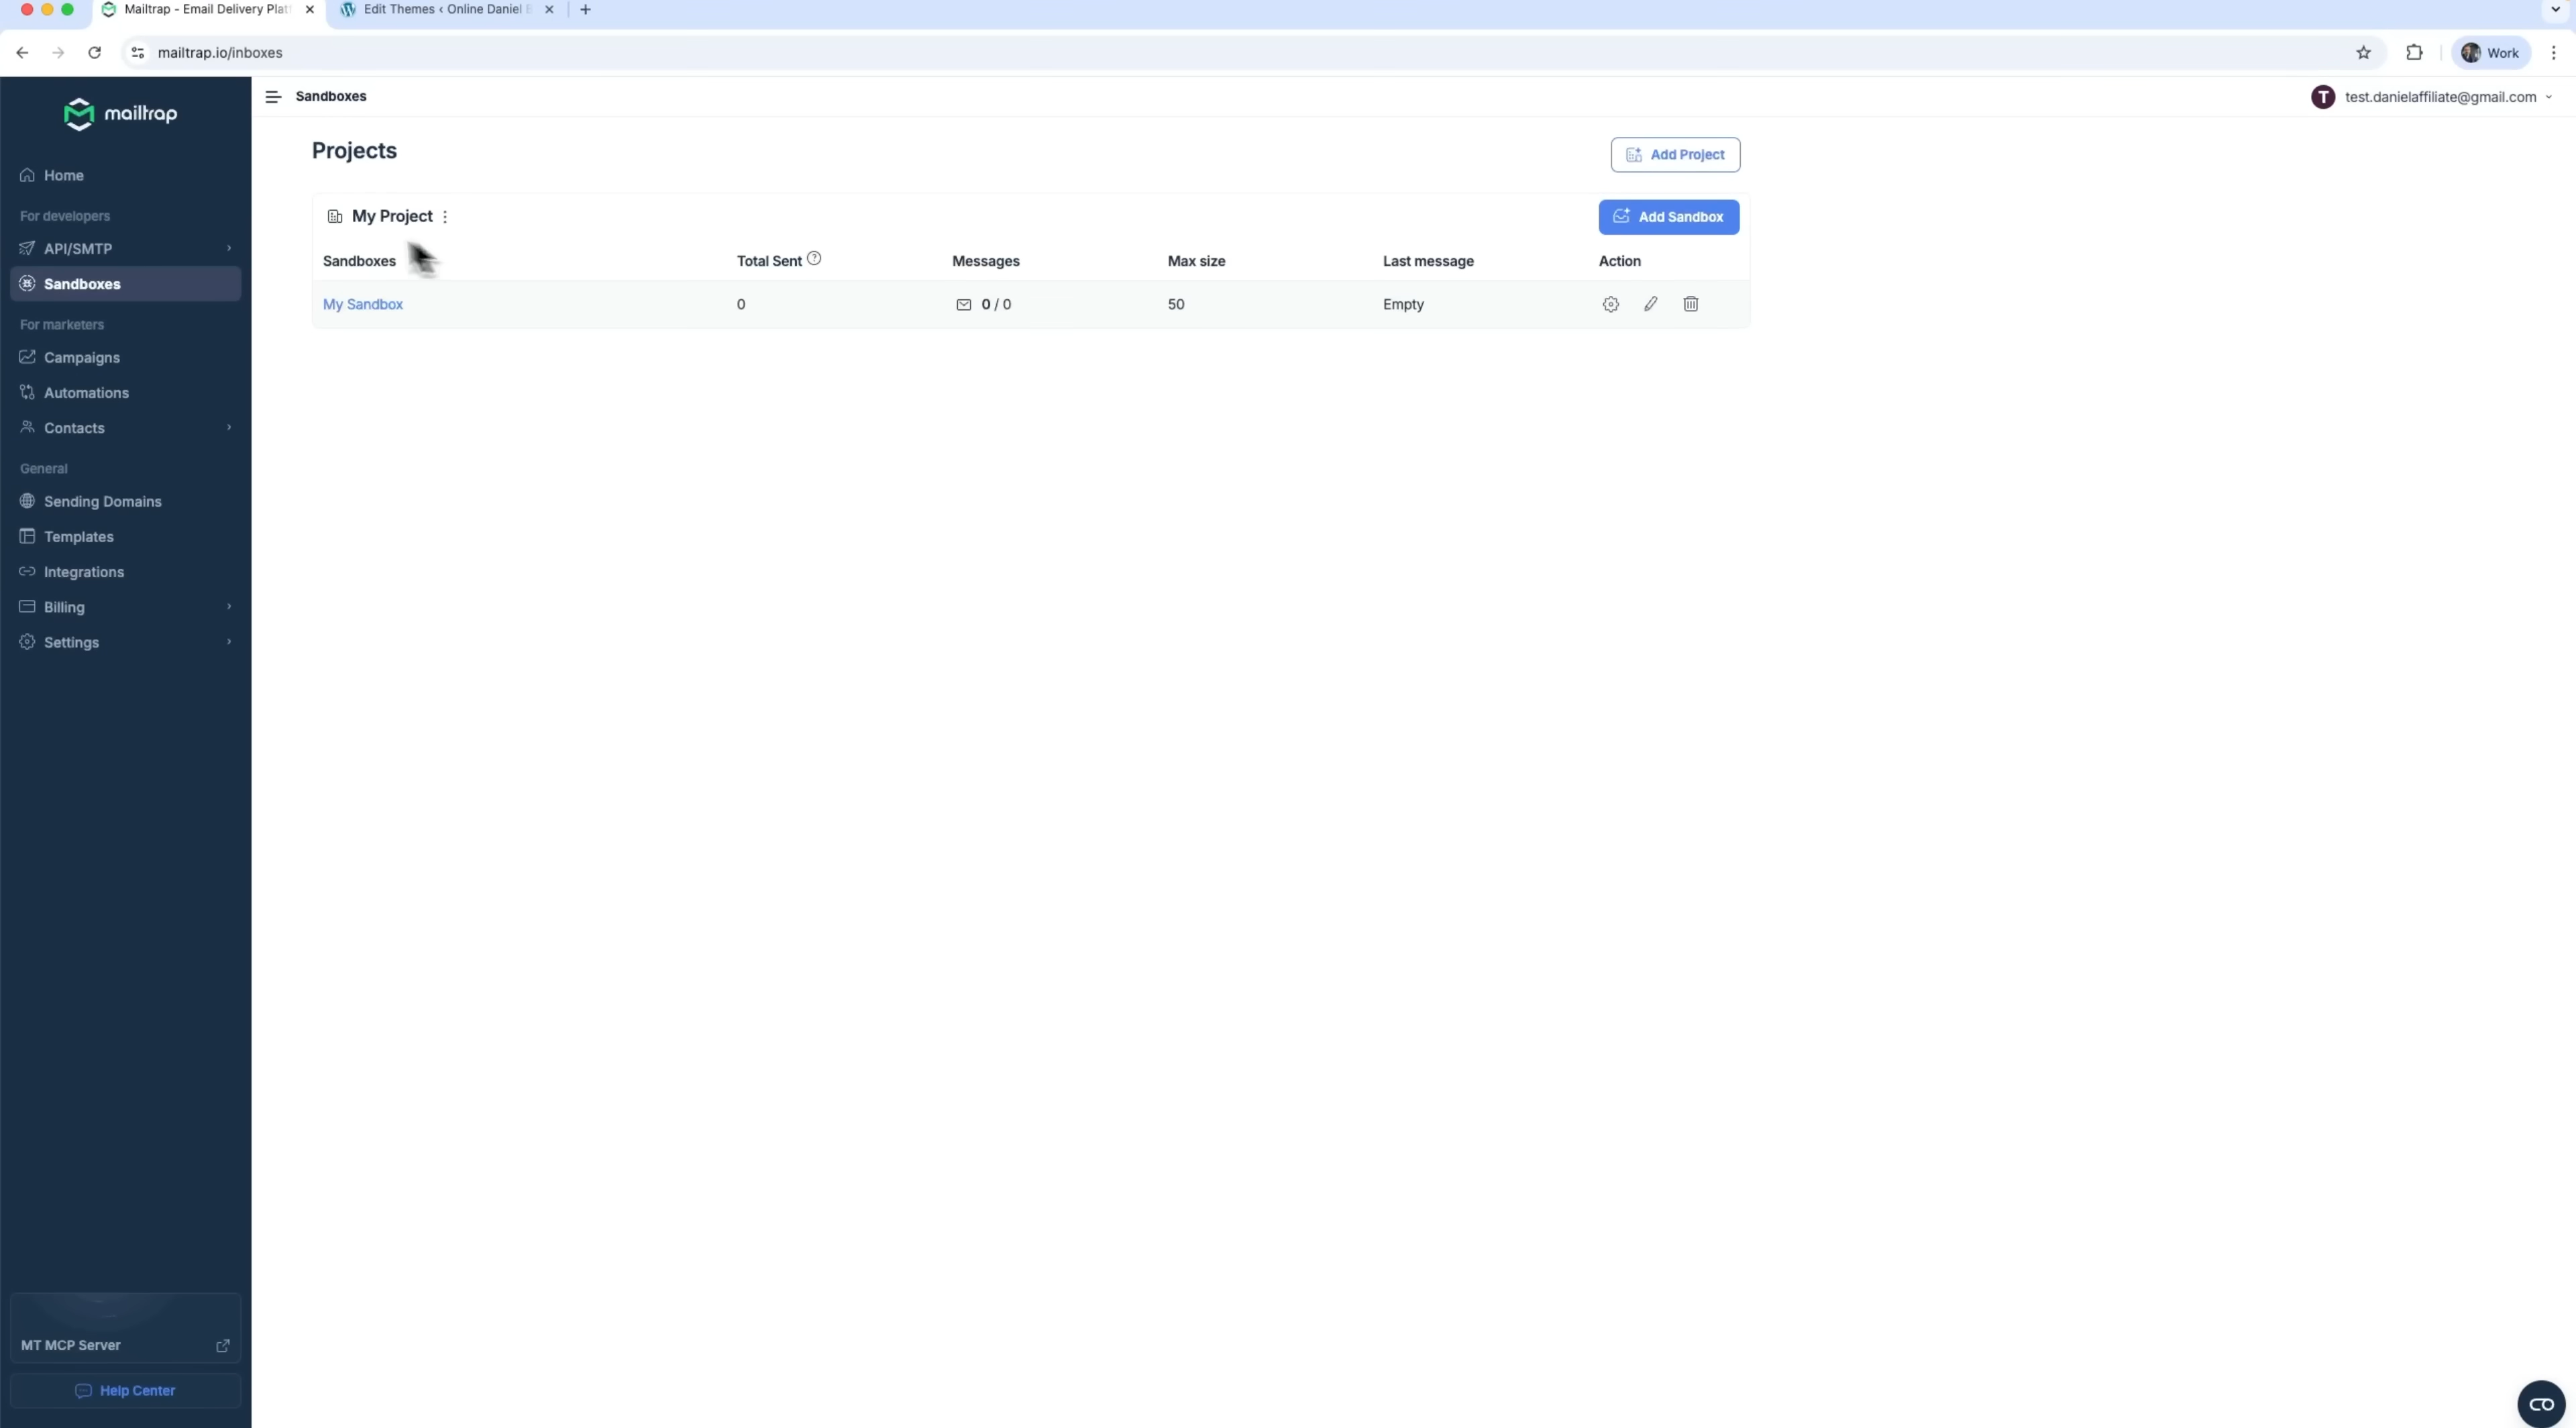 Mailtrap - Email Delivery Plat
Edit Themes ‹ Online Daniel
mailtrap.io/inboxes
Work
mailtrap
Sandboxes
T
test.danielaffiliate@gmail.com
Home
For developers
API/SMTP
Sandboxes
For marketers
Campaigns
Automations
Contacts
General
Sending Domains
Templates
Integrations
Billing
Settings
MT MCP Server
Help Center
Projects
Add Project
My Project
Add Sandbox
Sandboxes Total Sent ? Messages Max size Last message Action
My Sandbox 0 0 / 0 50 Empty